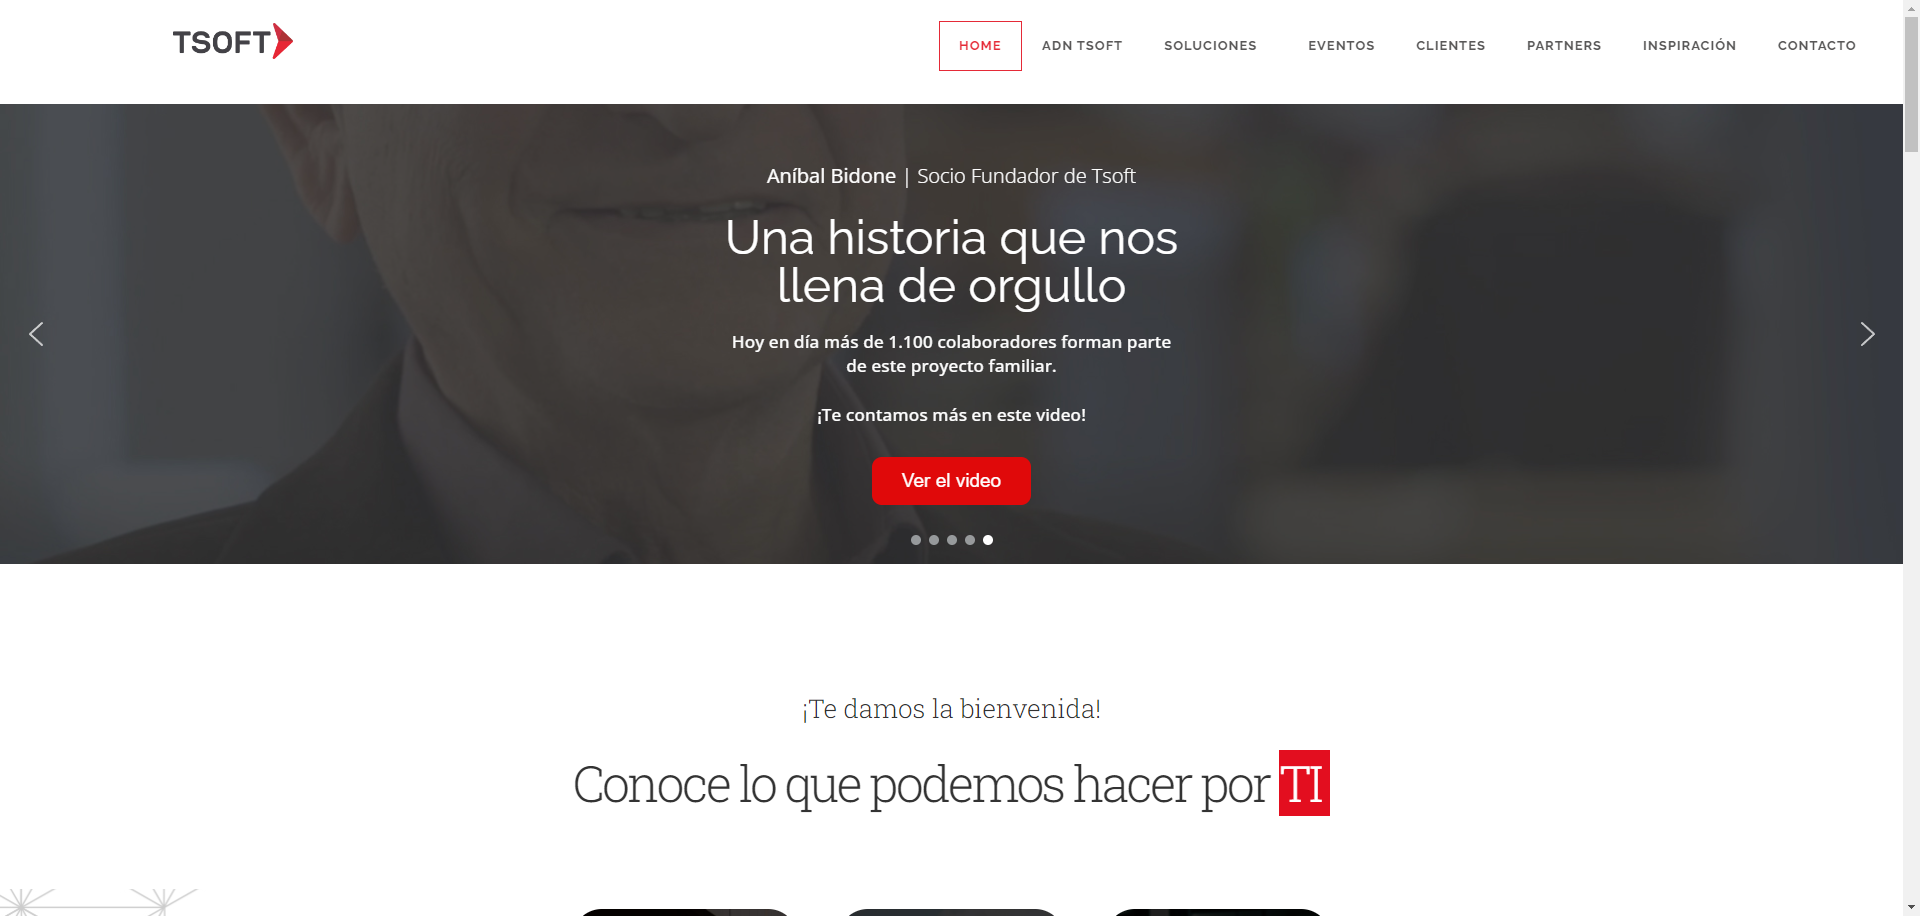 TSOFT
HOME
ADN TSOFT
SOLUCIONES
EVENTOS
CLIENTES
PARTNERS
INSPIRACIÓN
CONTACTO
Aníbal Bidone | Socio Fundador de Tsoft
Una historia que nos
llena de orgullo
Hoy en día más de 1.100 colaboradores forman parte
de este proyecto familiar.
¡Te contamos más en este video!
Ver el video
¡Te damos la bienvenida!
Conoce lo que podemos hacer por TI